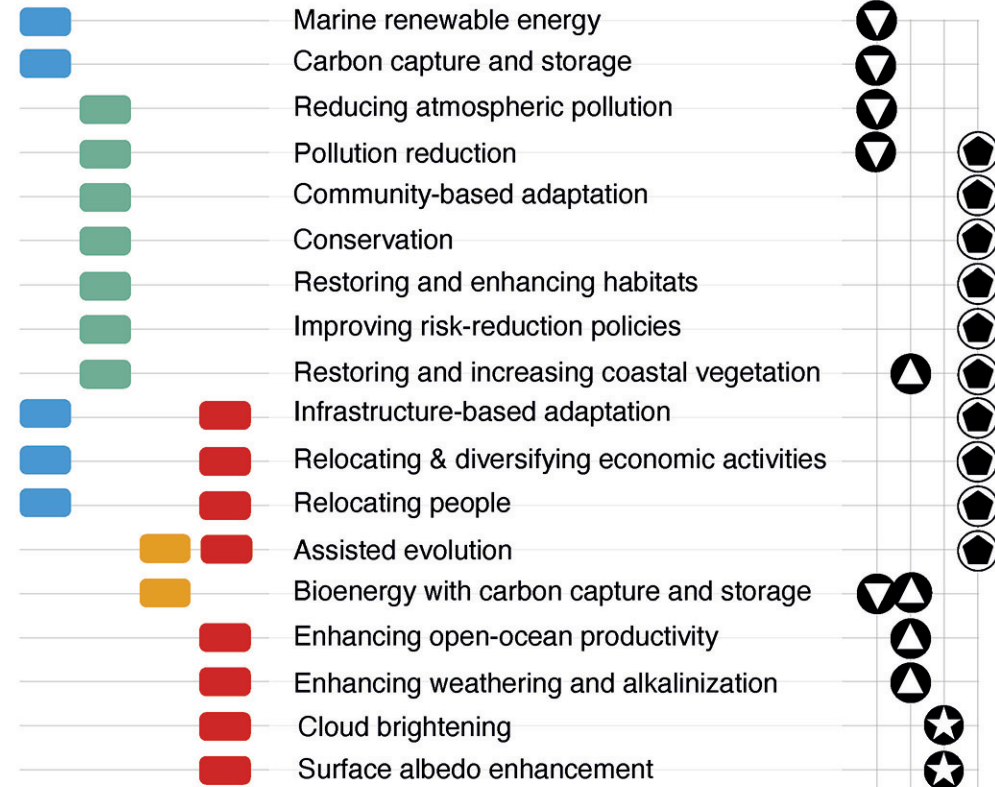 Marine renewable energy
Carbon capture and storage
Reducing atmospheric pollution
Pollution reduction
Community-based adaptation
Conservation
Restoring and enhancing habitats
Improving risk-reduction policies
Restoring and increasing coastal vegetation
Infrastructure-based adaptation
Relocating & diversifying economic activities
Relocating people
Assisted evolution
Bioenergy with carbon capture and storage
Enhancing open-ocean productivity
Enhancing weathering and alkalinization
Cloud brightening
Surface albedo enhancement